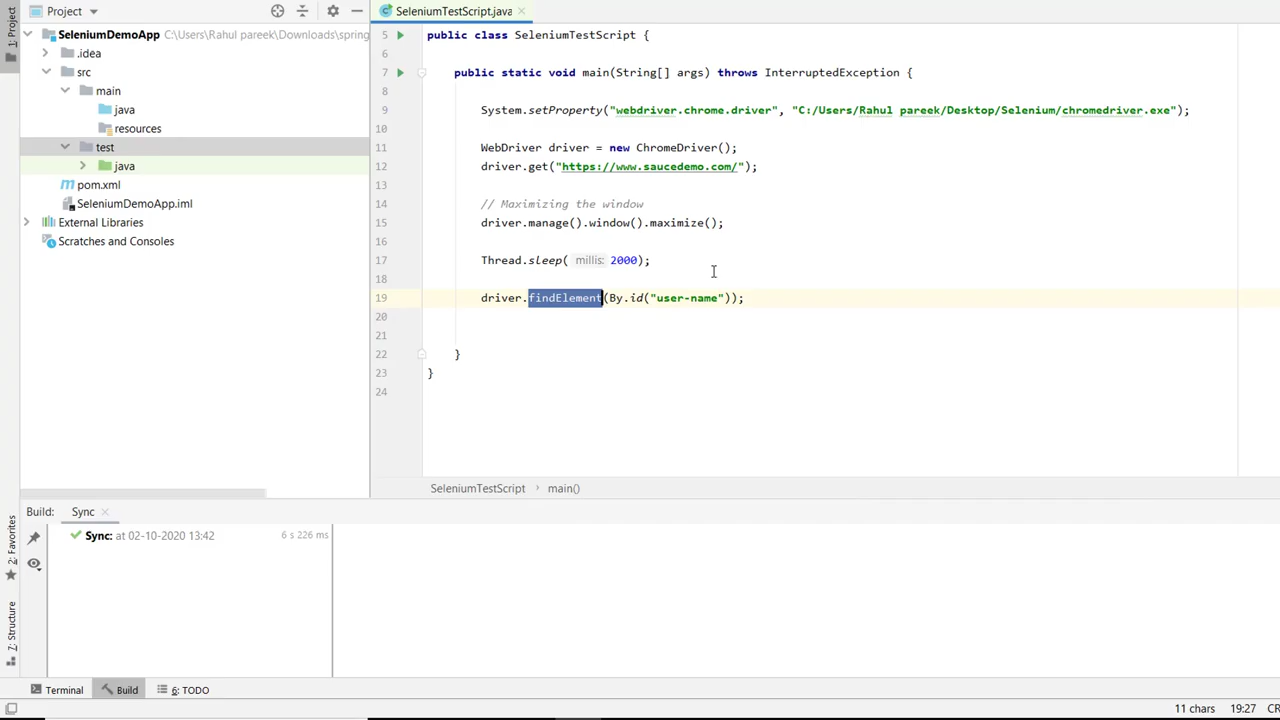 1: Project
Project
SeleniumTestScript.java
SeleniumDemoApp C:\Users\Rahul pareek\Downloads\spring
.idea
src
main
java
resources
test
java
pom.xml
SeleniumDemoApp.iml
External Libraries
Scratches and Consoles
5 public class SeleniumTestScript {
6
7 public static void main(String[] args) throws InterruptedException {
8
9 System.setProperty("webdriver.chrome.driver", "C:/Users/Rahul pareek/Desktop/Selenium/chromedriver.exe");
10
11 WebDriver driver = new ChromeDriver();
12 driver.get("https://www.saucedemo.com/");
13
14 // Maximizing the window
15 driver.manage().window().maximize();
16
17 Thread.sleep( millis: 2000);
18
19 driver.findElement(By.id("user-name"));
20
21
22 }
23 }
24
SeleniumTestScript › main()
Build: Sync
Sync: at 02-10-2020 13:42 6 s 226 ms
2: Favorites
Z: Structure
Terminal Build 6: TODO
11 chars 19:27 CR